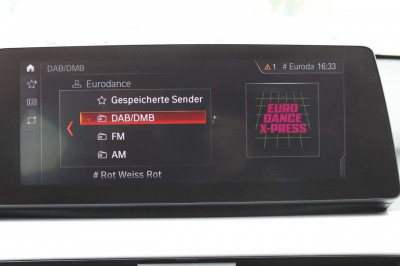 DAB/DMB
1 # Euroda 16:33
Eurodance
Gespeicherte Sender
DAB/DMB
FM
AM
# Rot Weiss Rot
EURO
DANCE
X-PRESS